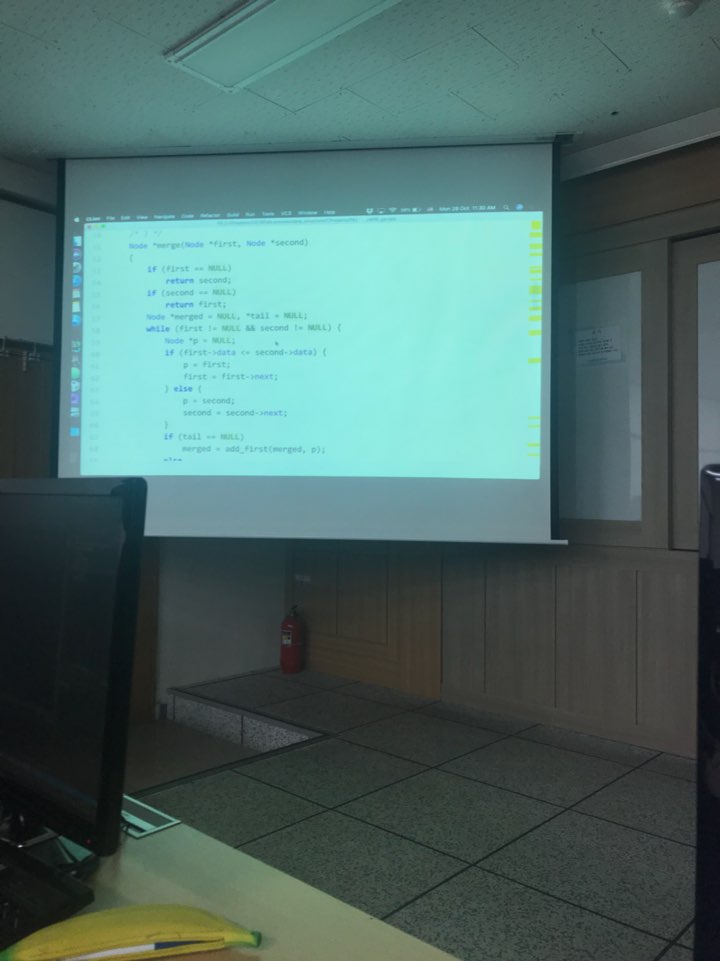 CLion File Edit View Navigate Code Refactor Build Run Tools VCS Window Help Mon 28 Oct 11:30 AM
/* } */
Node *merge(Node *first, Node *second)
{
if (first == NULL)
return second;
if (second == NULL)
return first;
Node *merged = NULL, *tail = NULL;
while (first != NULL && second != NULL) {
Node *p = NULL;
if (first->data <= second->data) {
p = first;
first = first->next;
} else {
p = second;
second = second->next;
}
if (tail == NULL)
merged = add_first(merged, p);
else